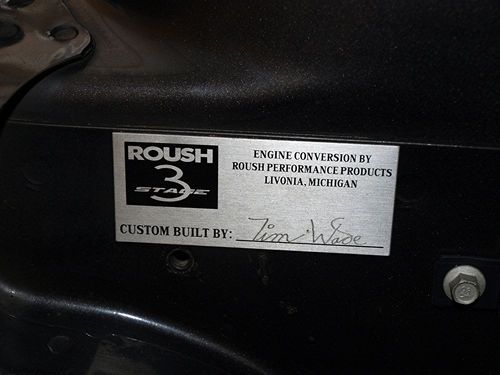 ROUSH
3
STAGE
ENGINE CONVERSION BY
ROUSH PERFORMANCE PRODUCTS
LIVONIA, MICHIGAN
CUSTOM BUILT BY: Tim Wade